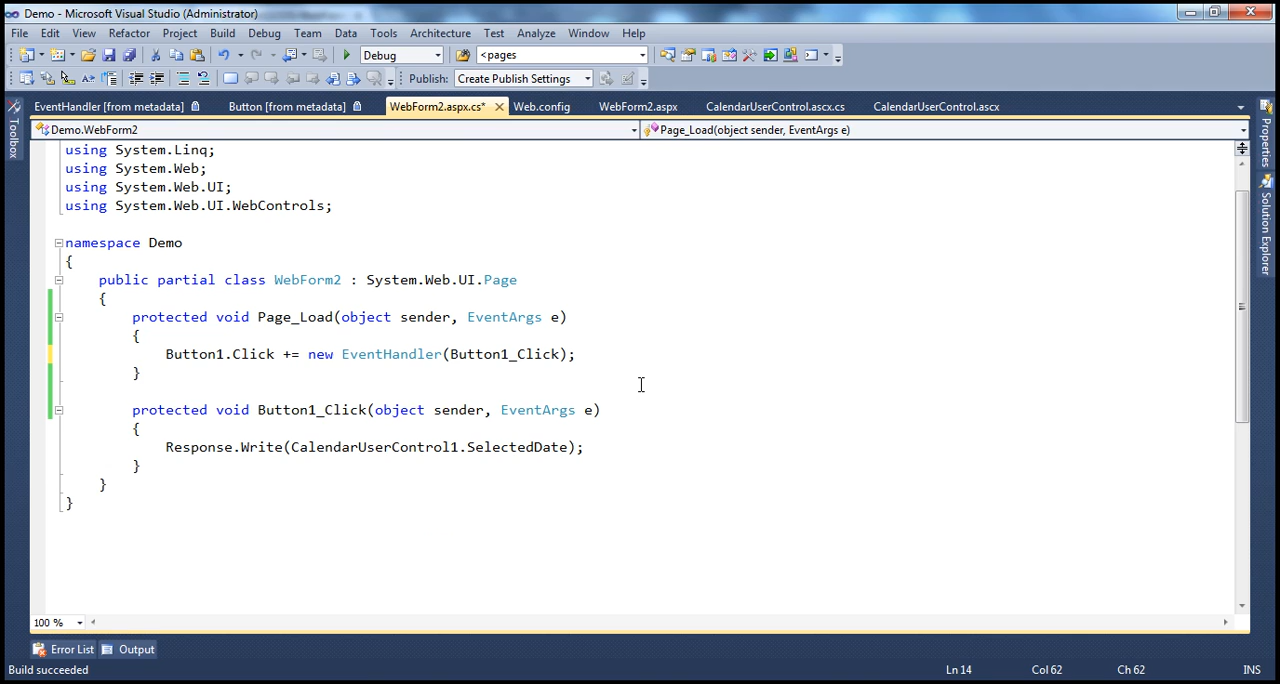 Demo - Microsoft Visual Studio (Administrator)
File Edit View Refactor Project Build Debug Team Data Tools Architecture Test Analyze Window Help
Debug <pages
Publish: Create Publish Settings
EventHandler [from metadata] Button [from metadata] WebForm2.aspx.cs* Web.config WebForm2.aspx CalendarUserControl.ascx.cs CalendarUserControl.ascx
Toolbox
Properties
Solution Explorer
Demo.WebForm2 Page_Load(object sender, EventArgs e)
using System.Linq;
using System.Web;
using System.Web.UI;
using System.Web.UI.WebControls;
namespace Demo
{
public partial class WebForm2 : System.Web.UI.Page
{
protected void Page_Load(object sender, EventArgs e)
{
Button1.Click += new EventHandler(Button1_Click);
}
protected void Button1_Click(object sender, EventArgs e)
{
Response.Write(CalendarUserControl1.SelectedDate);
}
}
}
100 %
Error List Output
Build succeeded Ln 14 Col 62 Ch 62 INS